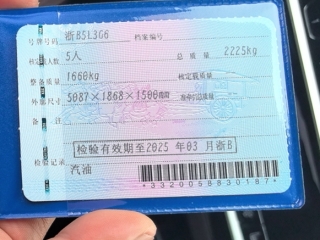 号牌号码 浙B5L3G6 档案编号
核定载人数 5人 总质量 2225kg
整备质量 1660kg 核定载质量
外廓尺寸 5087×1868×1500mm 准牵引总质量
备注
检验有效期至2025 年 03 月浙B
检验记录
汽油
*3320058830187*